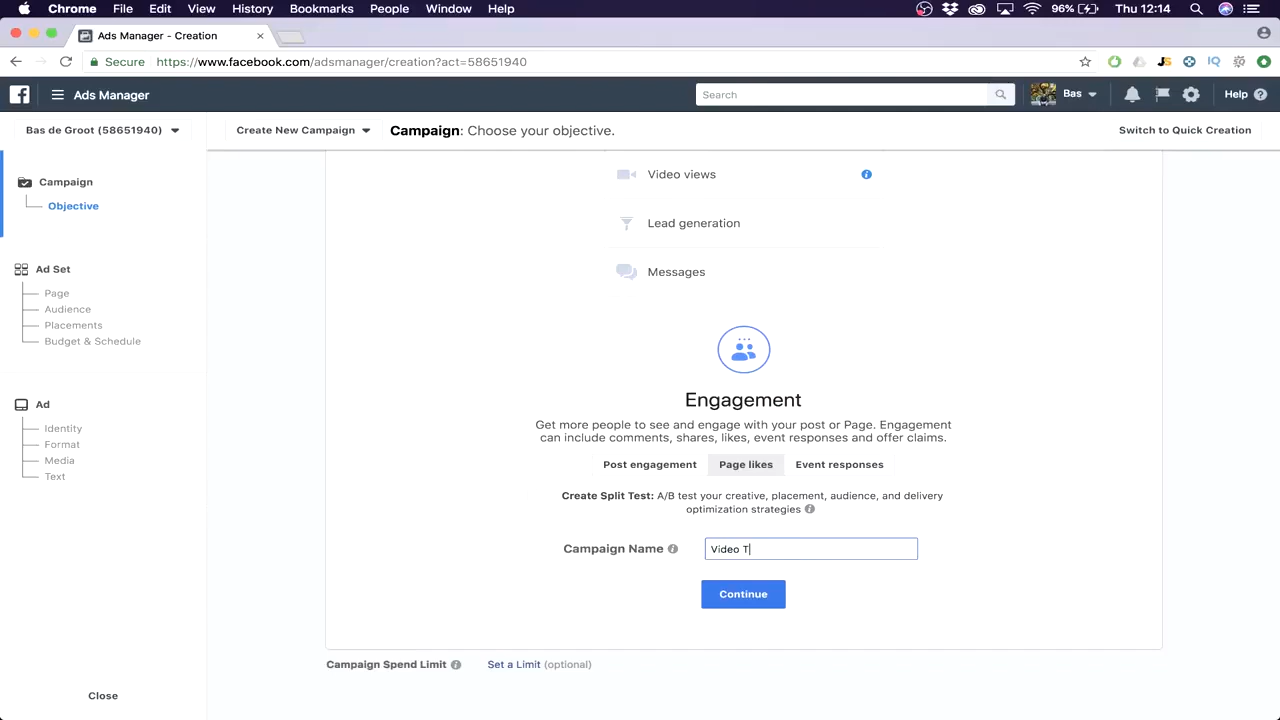 Chrome File Edit View History Bookmarks People Window Help 96% Thu 12:14
Ads Manager - Creation
Secure https://www.facebook.com/adsmanager/creation?act=58651940
Ads Manager Search Bas Help
Bas de Groot (58651940) Create New Campaign Campaign: Choose your objective. Switch to Quick Creation
Campaign
Objective
Ad Set
Page
Audience
Placements
Budget & Schedule
Ad
Identity
Format
Media
Text
Close
Video views
Lead generation
Messages
Engagement
Get more people to see and engage with your post or Page. Engagement
can include comments, shares, likes, event responses and offer claims.
Post engagement Page likes Event responses
Create Split Test: A/B test your creative, placement, audience, and delivery
optimization strategies
Campaign Name Video T
Continue
Campaign Spend Limit Set a Limit (optional)